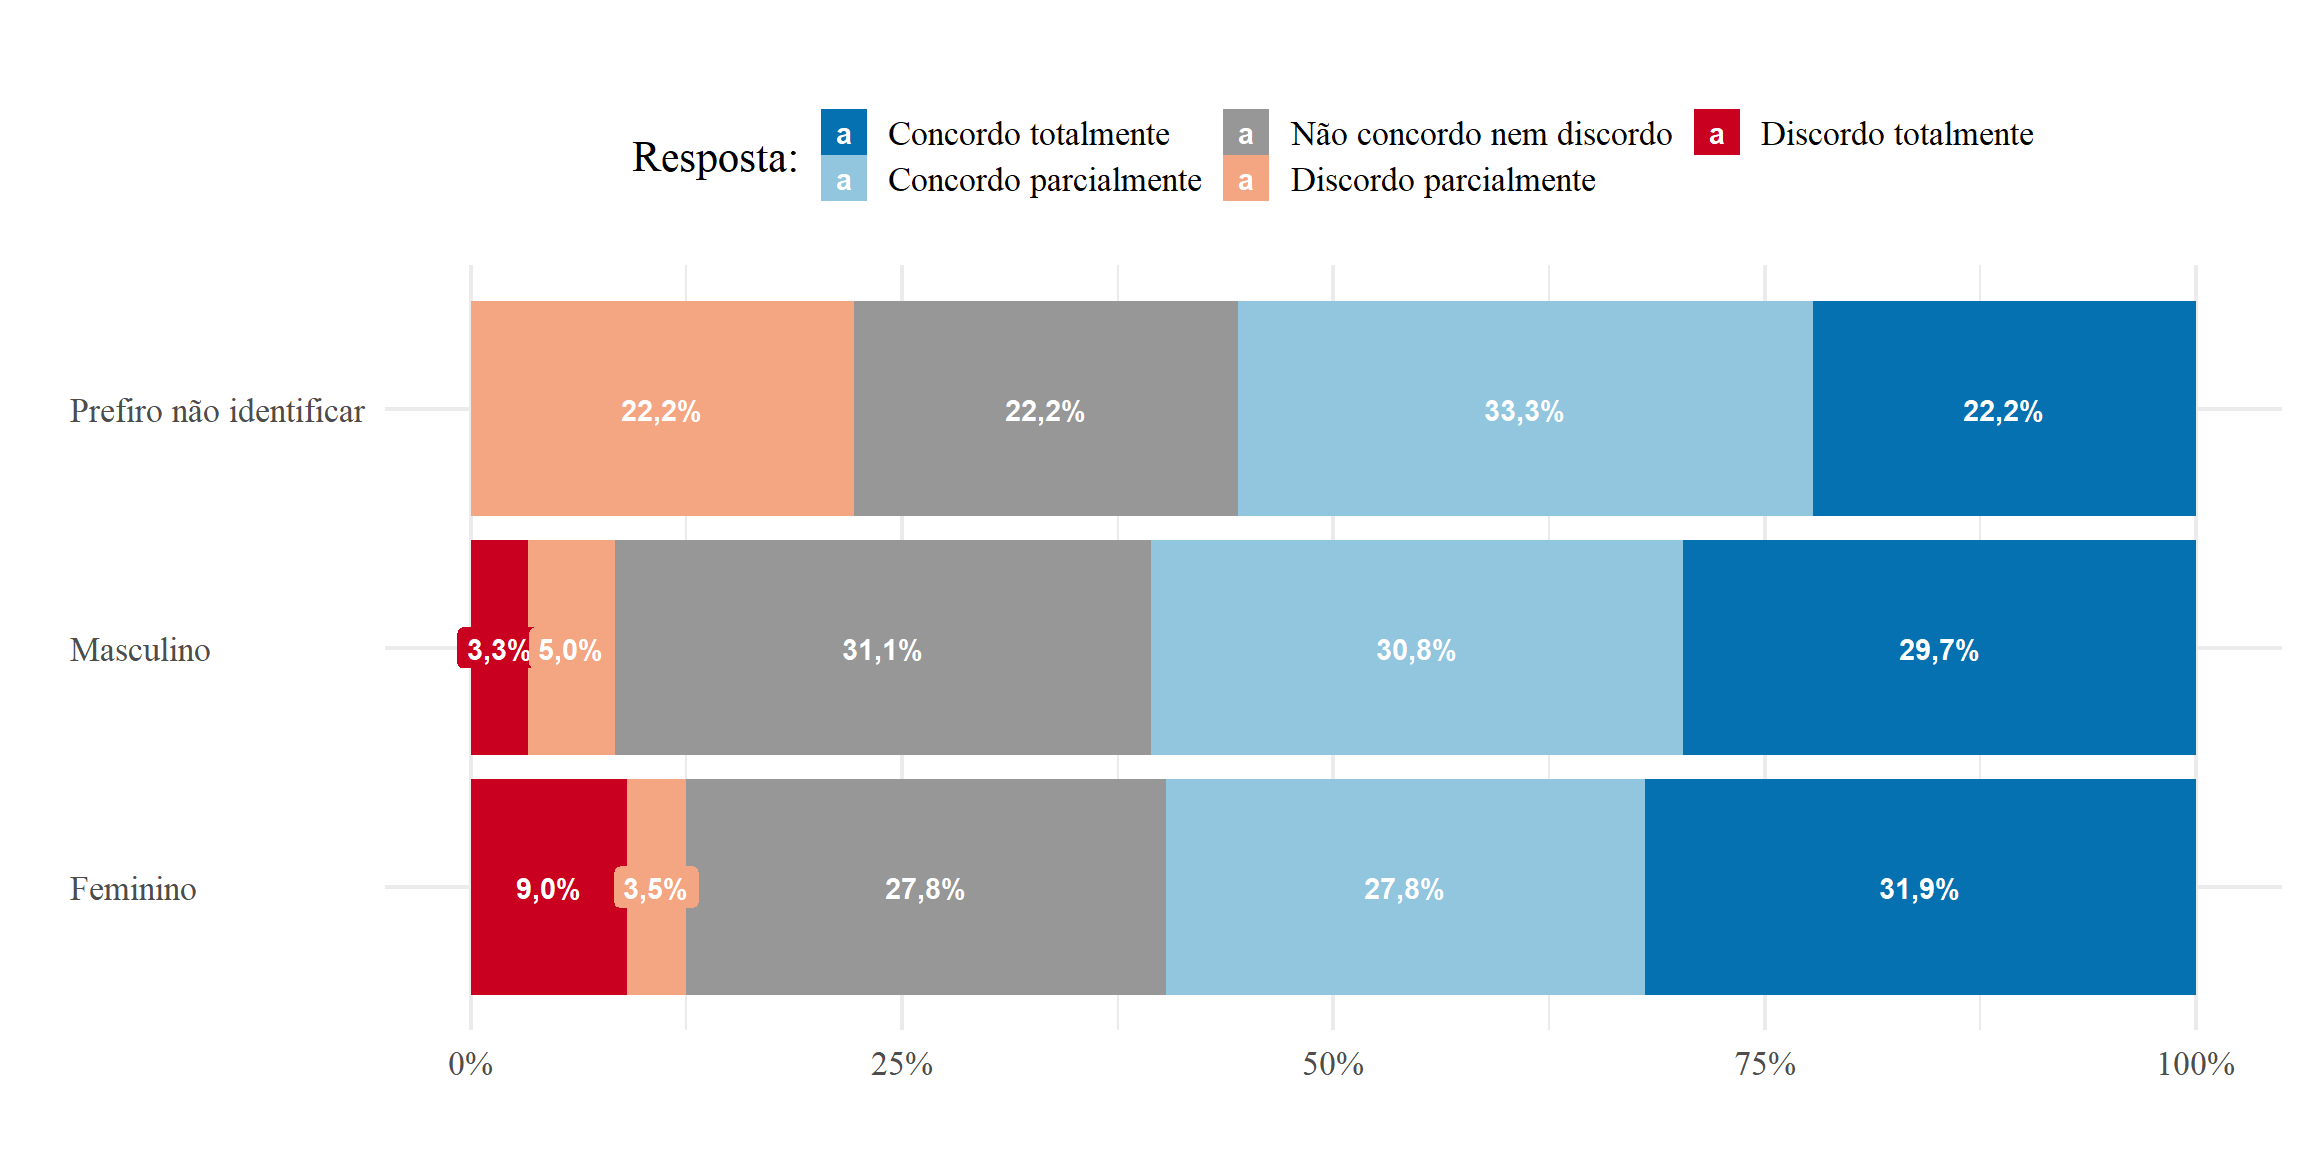 Resposta:
a Concordo totalmente
a Concordo parcialmente
a Não concordo nem discordo
a Discordo parcialmente
a Discordo totalmente
Prefiro não identificar
22,2% 22,2% 33,3% 22,2%
Masculino
3,3% 5,0% 31,1% 30,8% 29,7%
Feminino
9,0% 3,5% 27,8% 27,8% 31,9%
0% 25% 50% 75% 100%